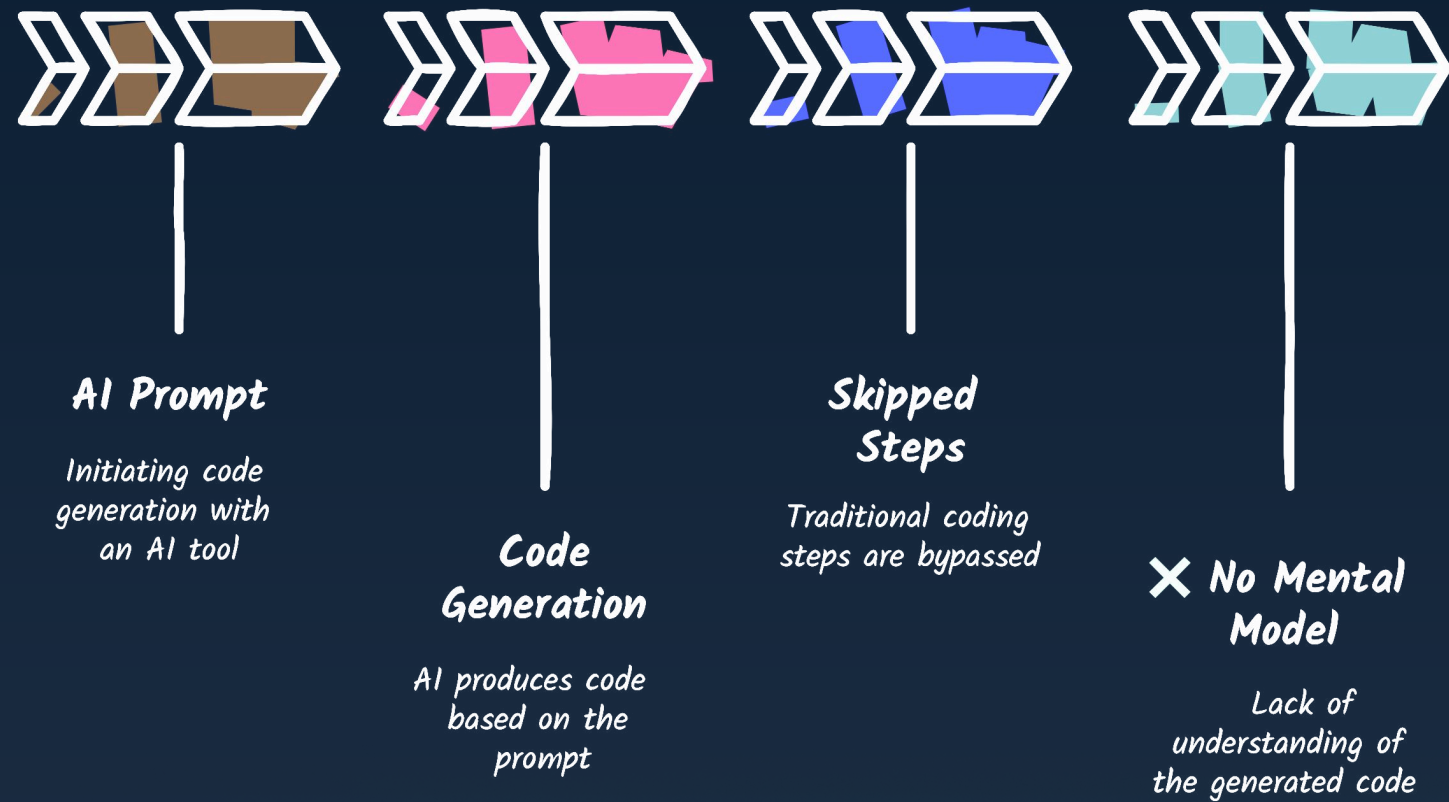 AI Prompt
Initiating code
generation with
an AI tool
Code
Generation
AI produces code
based on the
prompt
Skipped
Steps
Traditional coding
steps are bypassed
✕ No Mental
Model
Lack of
understanding of
the generated code